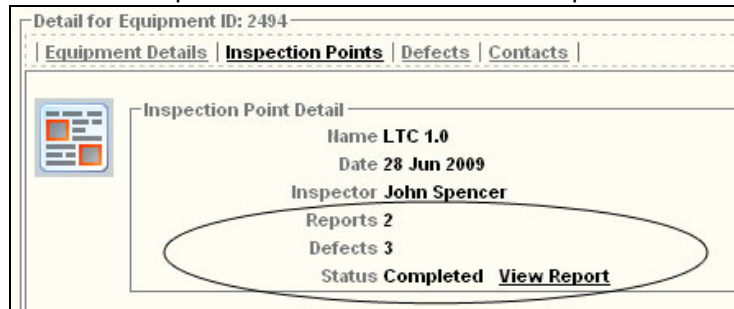 Detail for Equipment ID: 2494
| Equipment Details | Inspection Points | Defects | Contacts |
Inspection Point Detail
Name LTC 1.0
Date 28 Jun 2009
Inspector John Spencer
Reports 2
Defects 3
Status Completed View Report